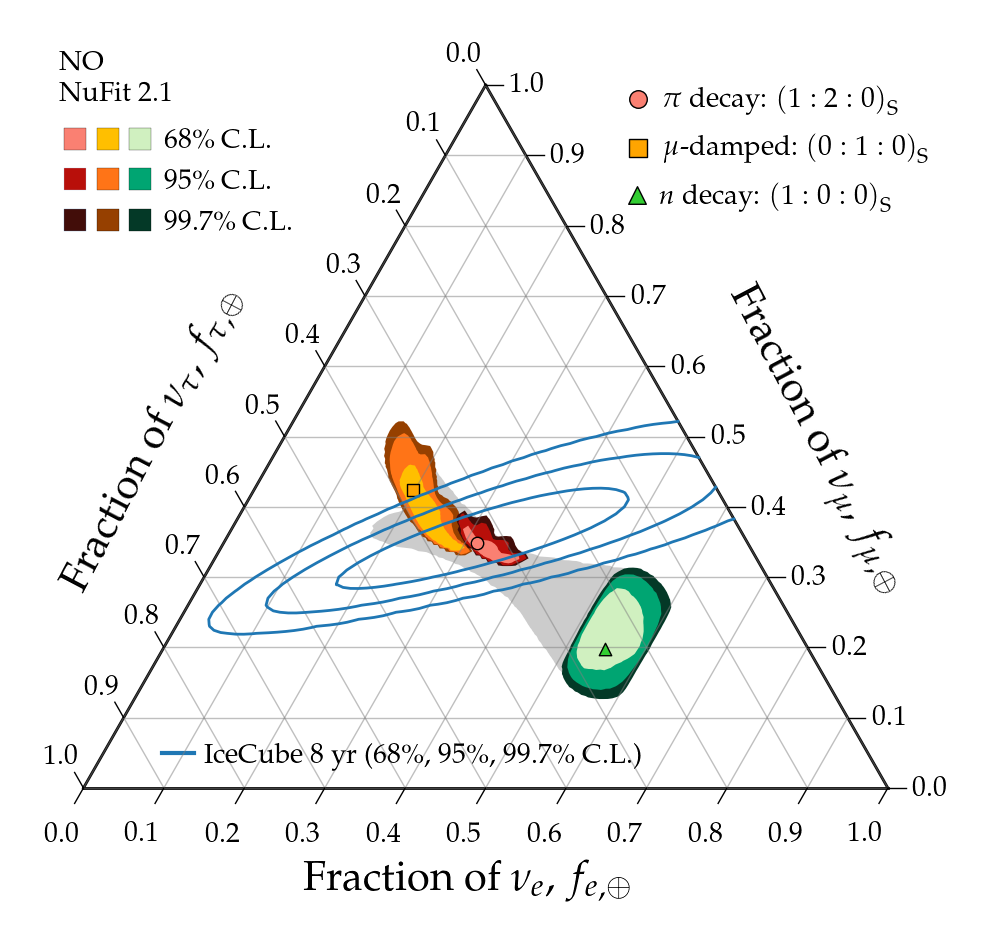 NO
NuFit 2.1
68% C.L.
95% C.L.
99.7% C.L.
π decay: (1 : 2 : 0)S
μ-damped: (0 : 1 : 0)S
n decay: (1 : 0 : 0)S
Fraction of ντ, fτ,⊕
0.0
0.1
0.2
0.3
0.4
0.5
0.6
0.7
0.8
0.9
1.0
Fraction of νμ, fμ,⊕
1.0
0.9
0.8
0.7
0.6
0.5
0.4
0.3
0.2
0.1
0.0
IceCube 8 yr (68%, 95%, 99.7% C.L.)
0.0 0.1 0.2 0.3 0.4 0.5 0.6 0.7 0.8 0.9 1.0
Fraction of νe, fe,⊕